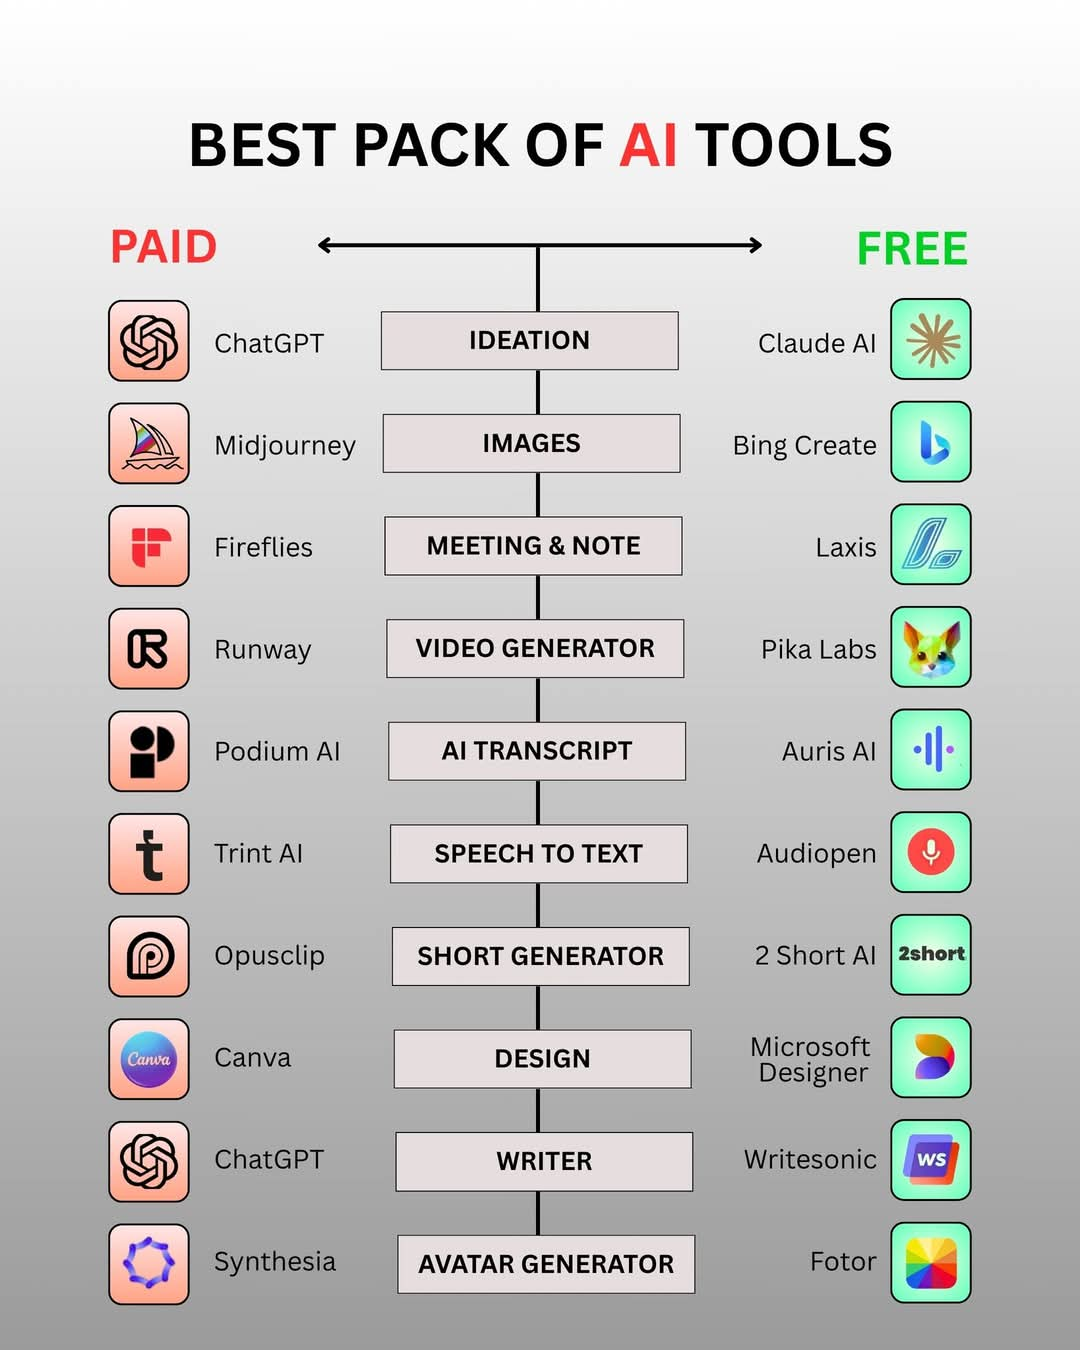 BEST PACK OF AI TOOLS
PAID
FREE
ChatGPT
IDEATION
Claude AI
Midjourney
IMAGES
Bing Create
Fireflies
MEETING & NOTE
Laxis
Runway
VIDEO GENERATOR
Pika Labs
Podium AI
AI TRANSCRIPT
Auris AI
Trint AI
SPEECH TO TEXT
Audiopen
Opusclip
SHORT GENERATOR
2 Short AI
2short
Canva
Canva
DESIGN
Microsoft
Designer
ChatGPT
WRITER
Writesonic
WS
Synthesia
AVATAR GENERATOR
Fotor